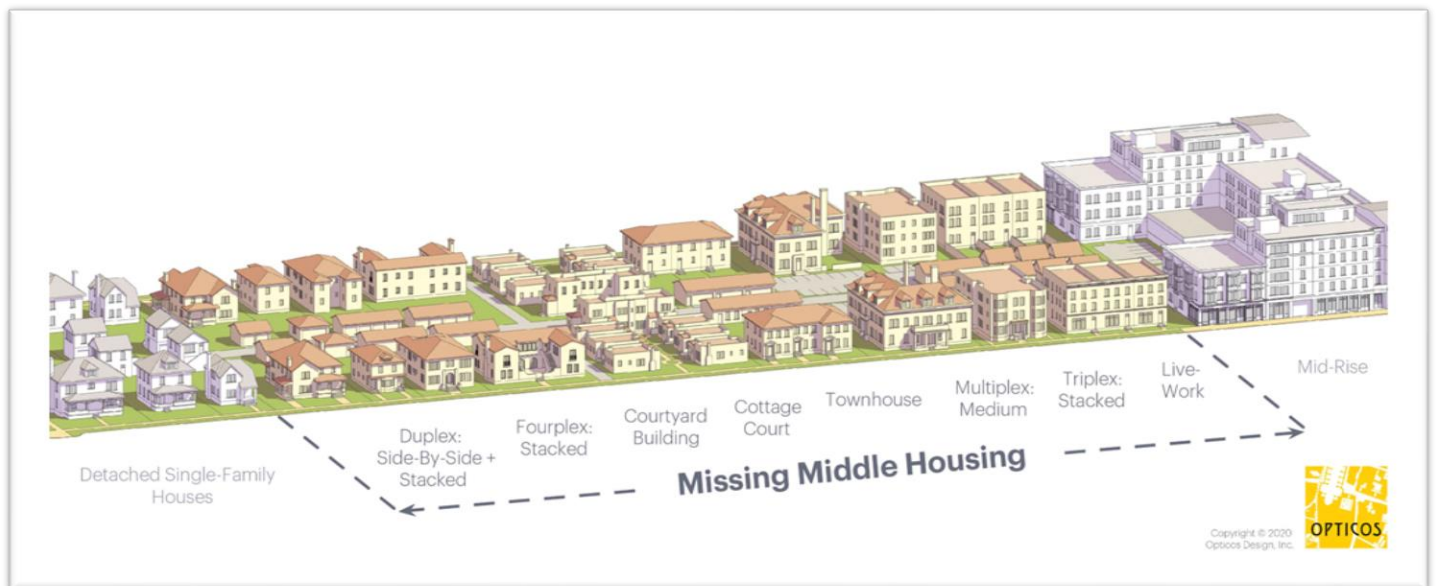 Detached Single-Family
Houses
Duplex:
Side-By-Side +
Stacked
Fourplex:
Stacked
Courtyard
Building
Cottage
Court
Townhouse
Multiplex:
Medium
Triplex:
Stacked
Live-
Work
Mid-Rise
Missing Middle Housing
Copyright © 2020
Opticos Design, Inc.
OPTICOS